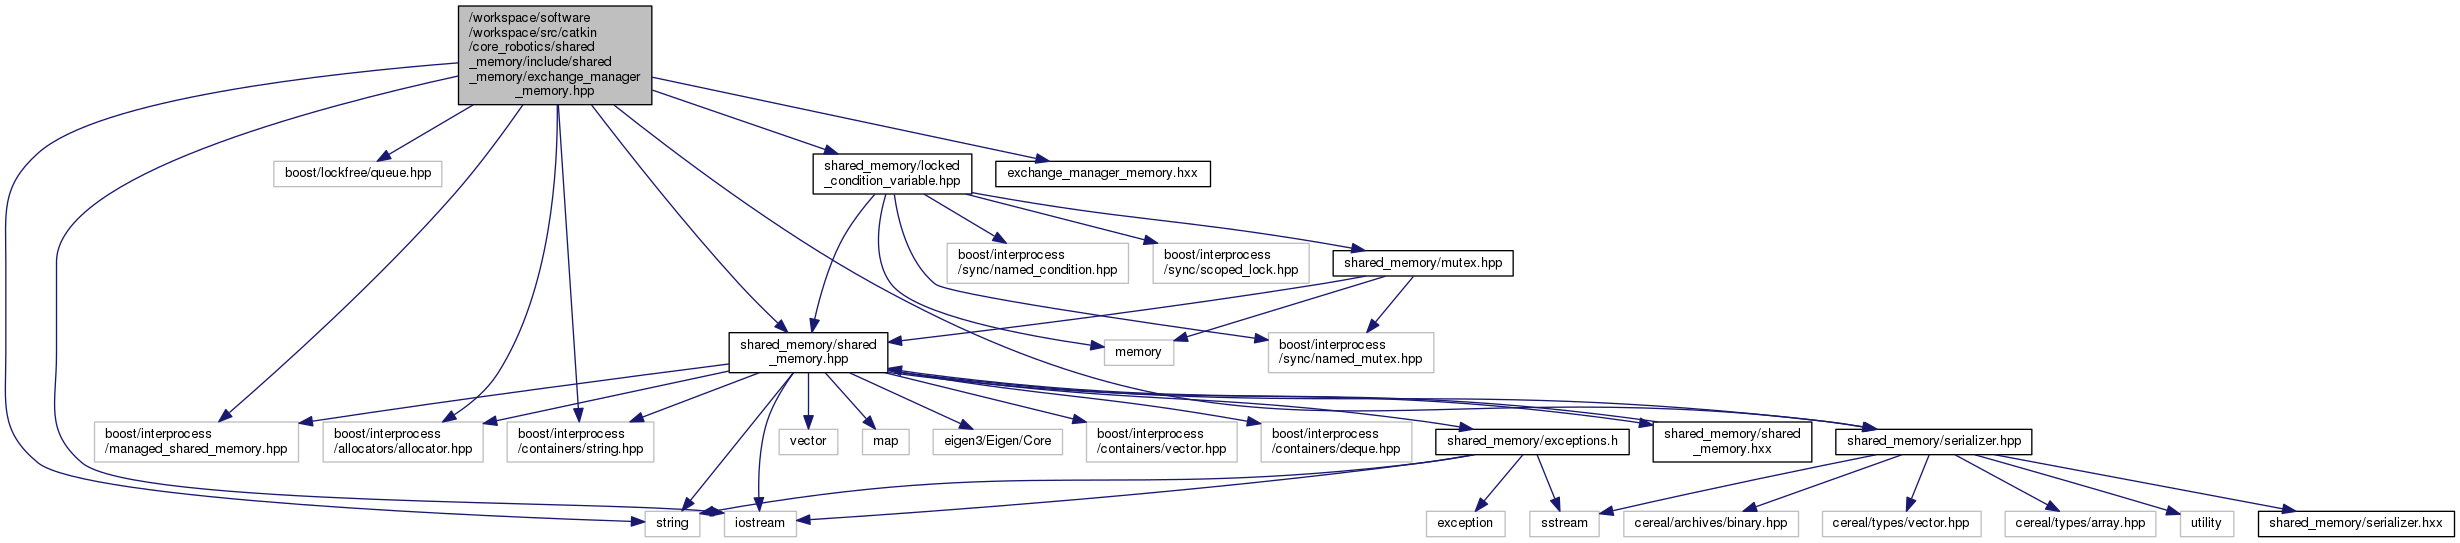 /workspace/software
/workspace/src/catkin
/core_robotics/shared
_memory/include/shared
_memory/exchange_manager
_memory.hpp
boost/lockfree/queue.hpp
shared_memory/locked
_condition_variable.hpp
exchange_manager_memory.hxx
boost/interprocess
/sync/named_condition.hpp
boost/interprocess
/sync/scoped_lock.hpp
shared_memory/mutex.hpp
shared_memory/shared
_memory.hpp
memory
boost/interprocess
/sync/named_mutex.hpp
boost/interprocess
/managed_shared_memory.hpp
boost/interprocess
/allocators/allocator.hpp
boost/interprocess
/containers/string.hpp
vector
map
eigen3/Eigen/Core
boost/interprocess
/containers/vector.hpp
boost/interprocess
/containers/deque.hpp
shared_memory/exceptions.h
shared_memory/shared
_memory.hxx
shared_memory/serializer.hpp
string
iostream
exception
sstream
cereal/archives/binary.hpp
cereal/types/vector.hpp
cereal/types/array.hpp
utility
shared_memory/serializer.hxx